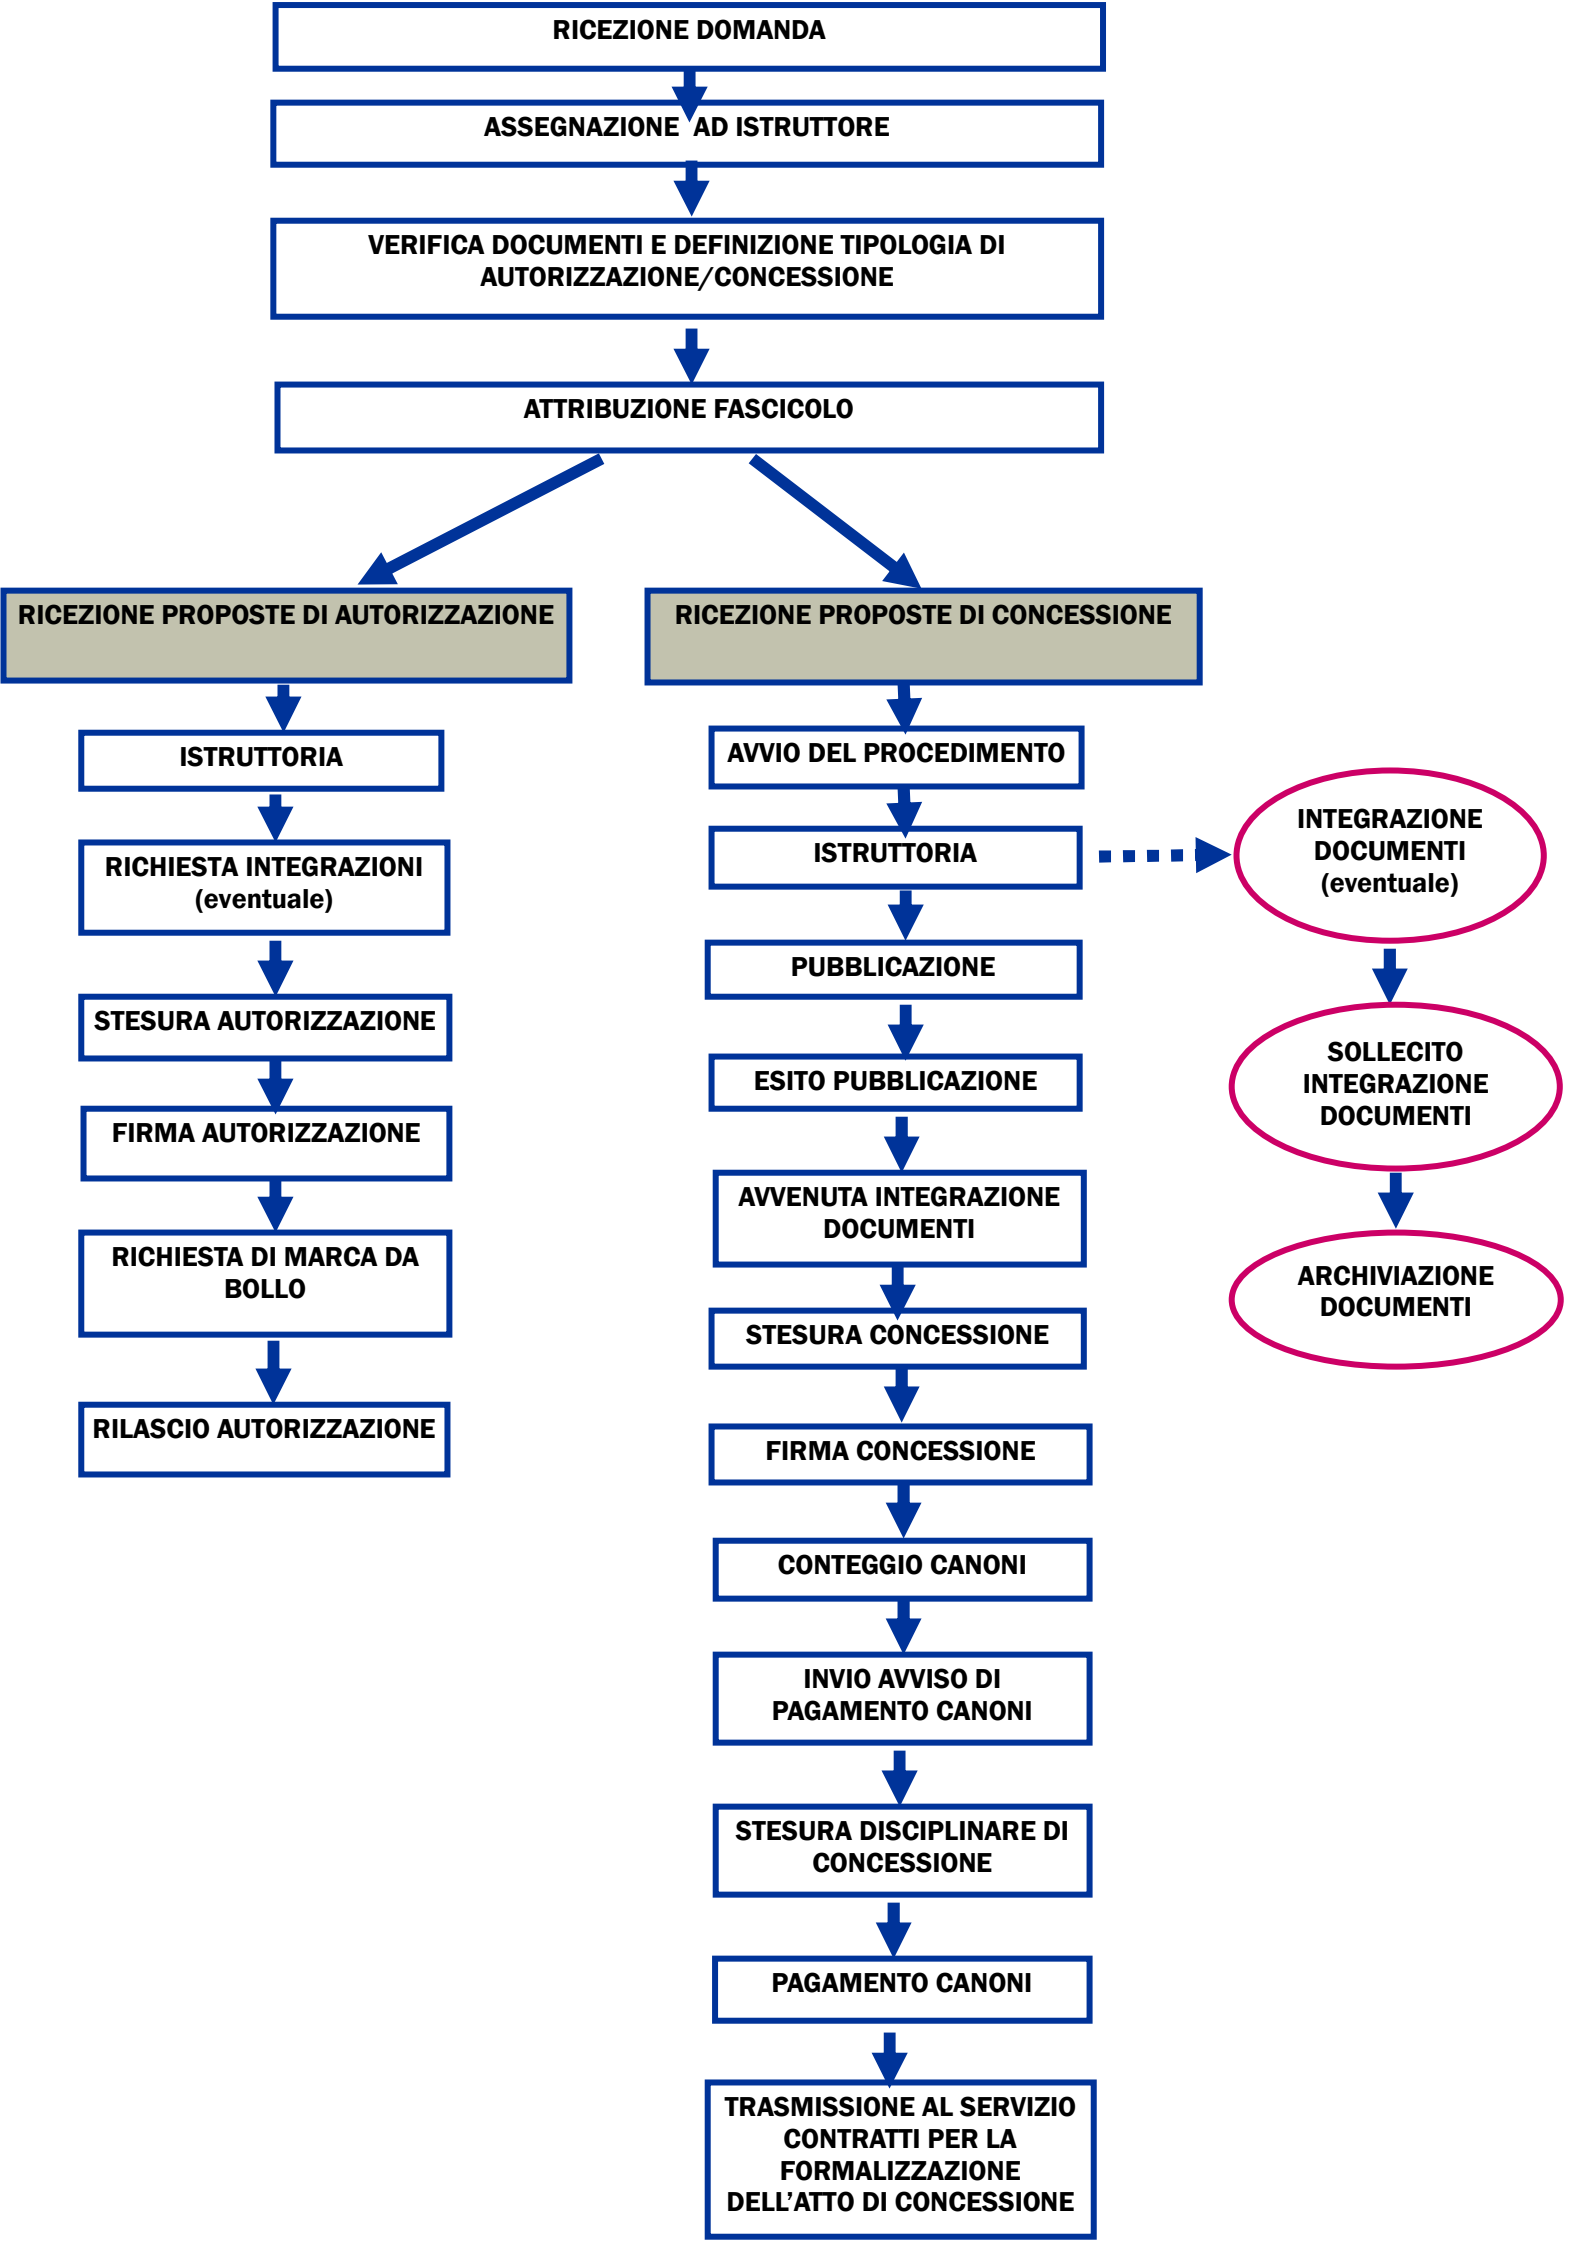 RICEZIONE DOMANDA
ASSEGNAZIONE AD ISTRUTTORE
VERIFICA DOCUMENTI E DEFINIZIONE TIPOLOGIA DI
AUTORIZZAZIONE/CONCESSIONE
ATTRIBUZIONE FASCICOLO
RICEZIONE PROPOSTE DI AUTORIZZAZIONE
ISTRUTTORIA
RICHIESTA INTEGRAZIONI
(eventuale)
STESURA AUTORIZZAZIONE
FIRMA AUTORIZZAZIONE
RICHIESTA DI MARCA DA
BOLLO
RILASCIO AUTORIZZAZIONE
RICEZIONE PROPOSTE DI CONCESSIONE
AVVIO DEL PROCEDIMENTO
ISTRUTTORIA
PUBBLICAZIONE
ESITO PUBBLICAZIONE
AVVENUTA INTEGRAZIONE
DOCUMENTI
STESURA CONCESSIONE
FIRMA CONCESSIONE
CONTEGGIO CANONI
INVIO AVVISO DI
PAGAMENTO CANONI
STESURA DISCIPLINARE DI
CONCESSIONE
PAGAMENTO CANONI
TRASMISSIONE AL SERVIZIO
CONTRATTI PER LA
FORMALIZZAZIONE
DELL’ATTO DI CONCESSIONE
INTEGRAZIONE
DOCUMENTI
(eventuale)
SOLLECITO
INTEGRAZIONE
DOCUMENTI
ARCHIVIAZIONE
DOCUMENTI